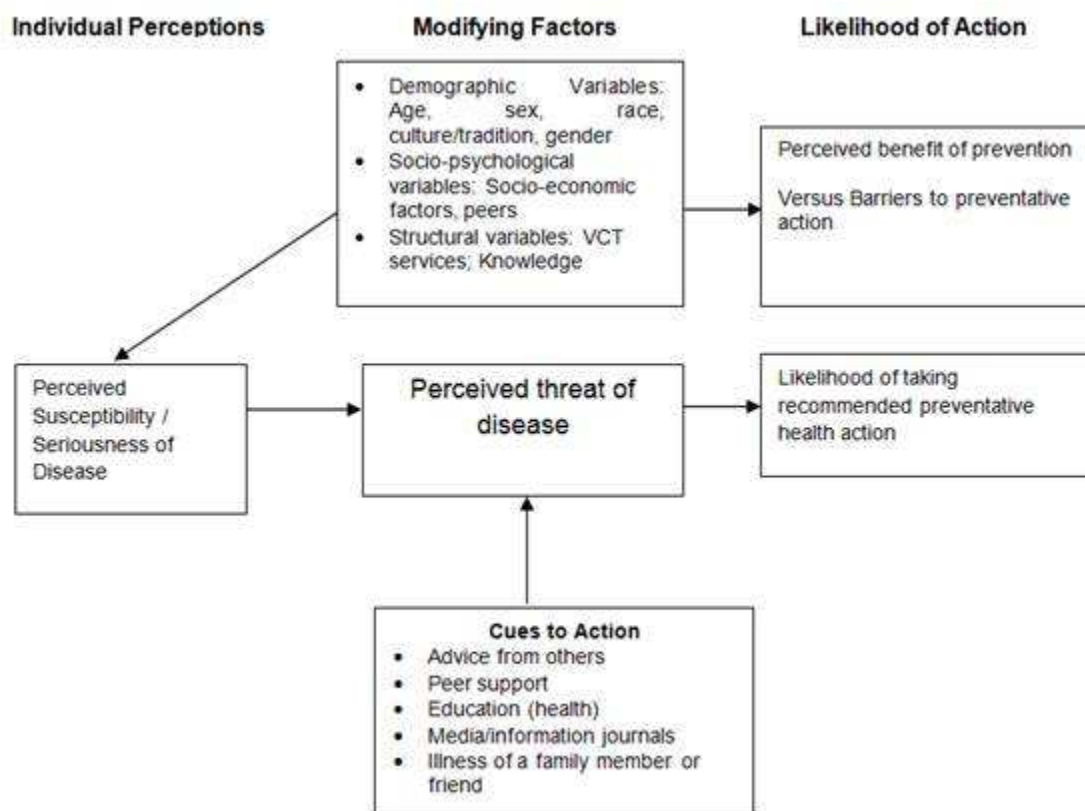 Individual Perceptions
Modifying Factors
Likelihood of Action
• Demographic Variables:
Age, sex, race,
culture/tradition, gender
• Socio-psychological
variables: Socio-economic
factors, peers
• Structural variables: VCT
services; Knowledge
Perceived benefit of prevention
Versus Barriers to preventative
action
Perceived
Susceptibility /
Seriousness of
Disease
Perceived threat of
disease
Likelihood of taking
recommended preventative
health action
Cues to Action
• Advice from others
• Peer support
• Education (health)
• Media/information journals
• Illness of a family member or
friend